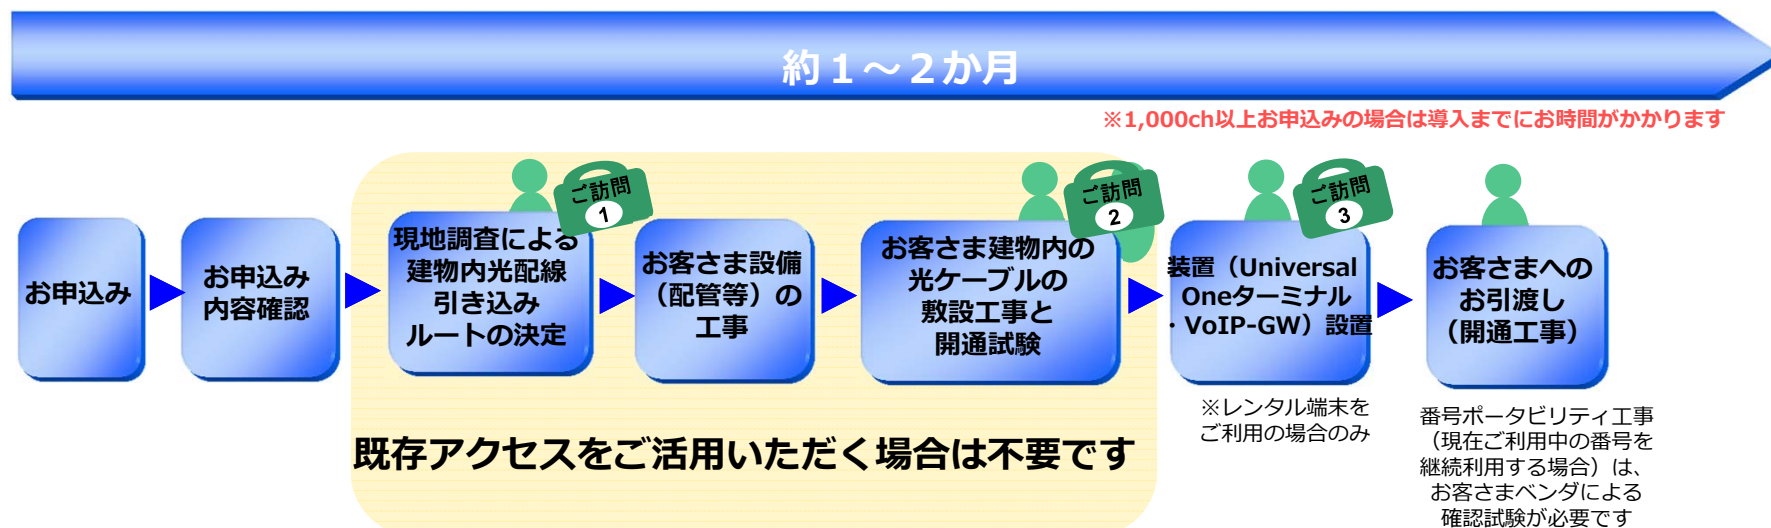 約１～２か月
※1,000ch以上お申込みの場合は導入までにお時間がかかります
お申込み
お申込み
内容確認
ご訪問
1
現地調査による
建物内光配線
引き込み
ルートの決定
お客さま設備
（配管等）の
工事
ご訪問
2
お客さま建物内の
光ケーブルの
敷設工事と
開通試験
ご訪問
3
装置（Universal
Oneターミナル
・VoIP-GW）設置
お客さまへの
お引渡し
（開通工事）
既存アクセスをご活用いただく場合は不要です
※レンタル端末を
ご利用の場合のみ
番号ポータビリティ工事
（現在ご利用中の番号を
継続利用する場合）は、
お客さまベンダによる
確認試験が必要です